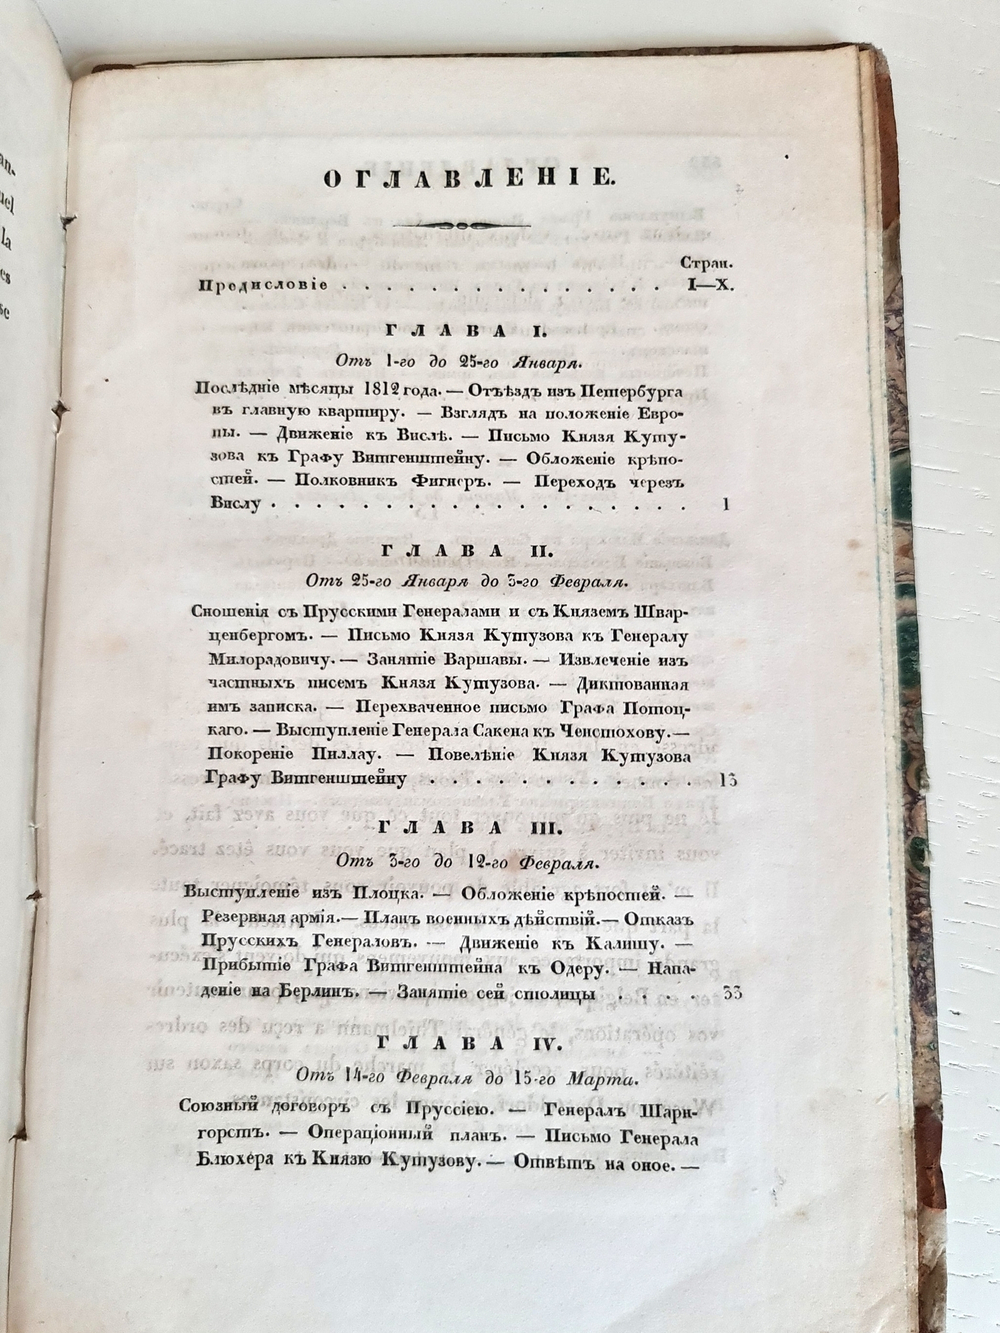 ОГЛАВЛЕНІЕ.
Стран.
Предисловіе . . . . . . . . . . . . . . . I—X.
ГЛАВА I.
Отъ 1-го до 25-го Января.
Послѣдніе мѣсяцы 1812 года. — Отъѣздъ изъ Петербурга
въ главную квартиру. — Взглядъ на положеніе Евро-
пы. — Движеніе къ Вислѣ. — Письмо Князя Куту-
зова къ Графу Витгенштейну. — Обложеніе крѣпо-
стей. — Полковникъ Фигнеръ. — Переходъ черезъ
Вислу . . . . . . . . . . . . . . . . . . . 1
ГЛАВА II.
Отъ 25-го Января до 3-го Февраля.
Сношенія съ Прусскими Генералами и съ Княземъ Швар-
ценбергомъ. — Письмо Князя Кутузова къ Генералу
Милорадовичу. — Занятіе Варшавы. — Извлеченіе изъ
частныхъ писемъ Князя Кутузова. — Диктованная
имъ записка. — Перехваченное письмо Графа Потоц-
каго. — Выступленіе Генерала Сакена къ Ченстохову. —
Покореніе Пиллау. — Повелѣніе Князя Кутузова
Графу Витгенштейну . . . . . . . . . . . . 13
ГЛАВА III.
Отъ 3-го до 12-го Февраля.
Выступленіе изъ Плоцка. — Обложеніе крѣпостей. —
Резервная армія. — Планъ военныхъ дѣйствій. — Отказъ
Прусскихъ Генераловъ. — Движеніе къ Калишу. —
Прибытіе Графа Витгенштейна къ Одеру. — Напа-
деніе на Берлинъ. — Занятіе сей столицы . . . . 33
ГЛАВА IV.
Отъ 14-го Февраля до 15-го Марта.
Союзный договоръ съ Пруссіею. — Генералъ Шарн-
горстъ. — Операціонный планъ. — Письмо Генерала
Блюхера къ Князю Кутузову. — Отвѣтъ на оное. —